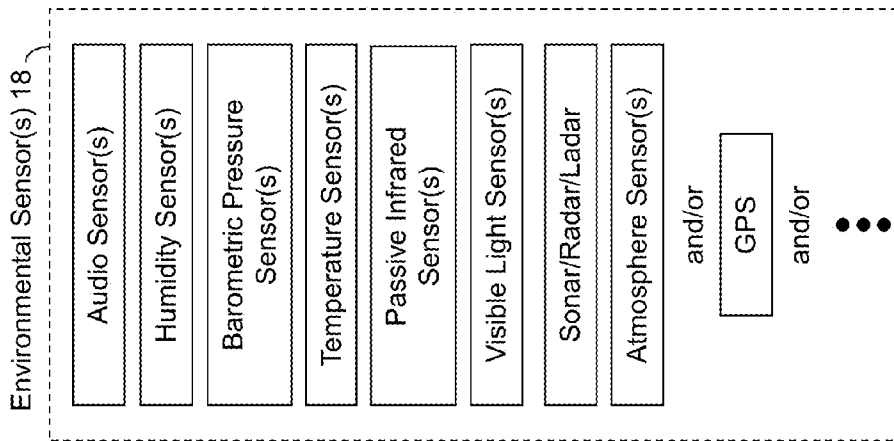 Environmental Sensor(s) 18
Audio Sensor(s)
Humidity Sensor(s)
Barometric Pressure
Sensor(s)
Temperature Sensor(s)
Passive Infrared
Sensor(s)
Visible Light Sensor(s)
Sonar/Radar/Ladar
Atmosphere Sensor(s)
and/or
GPS
and/or